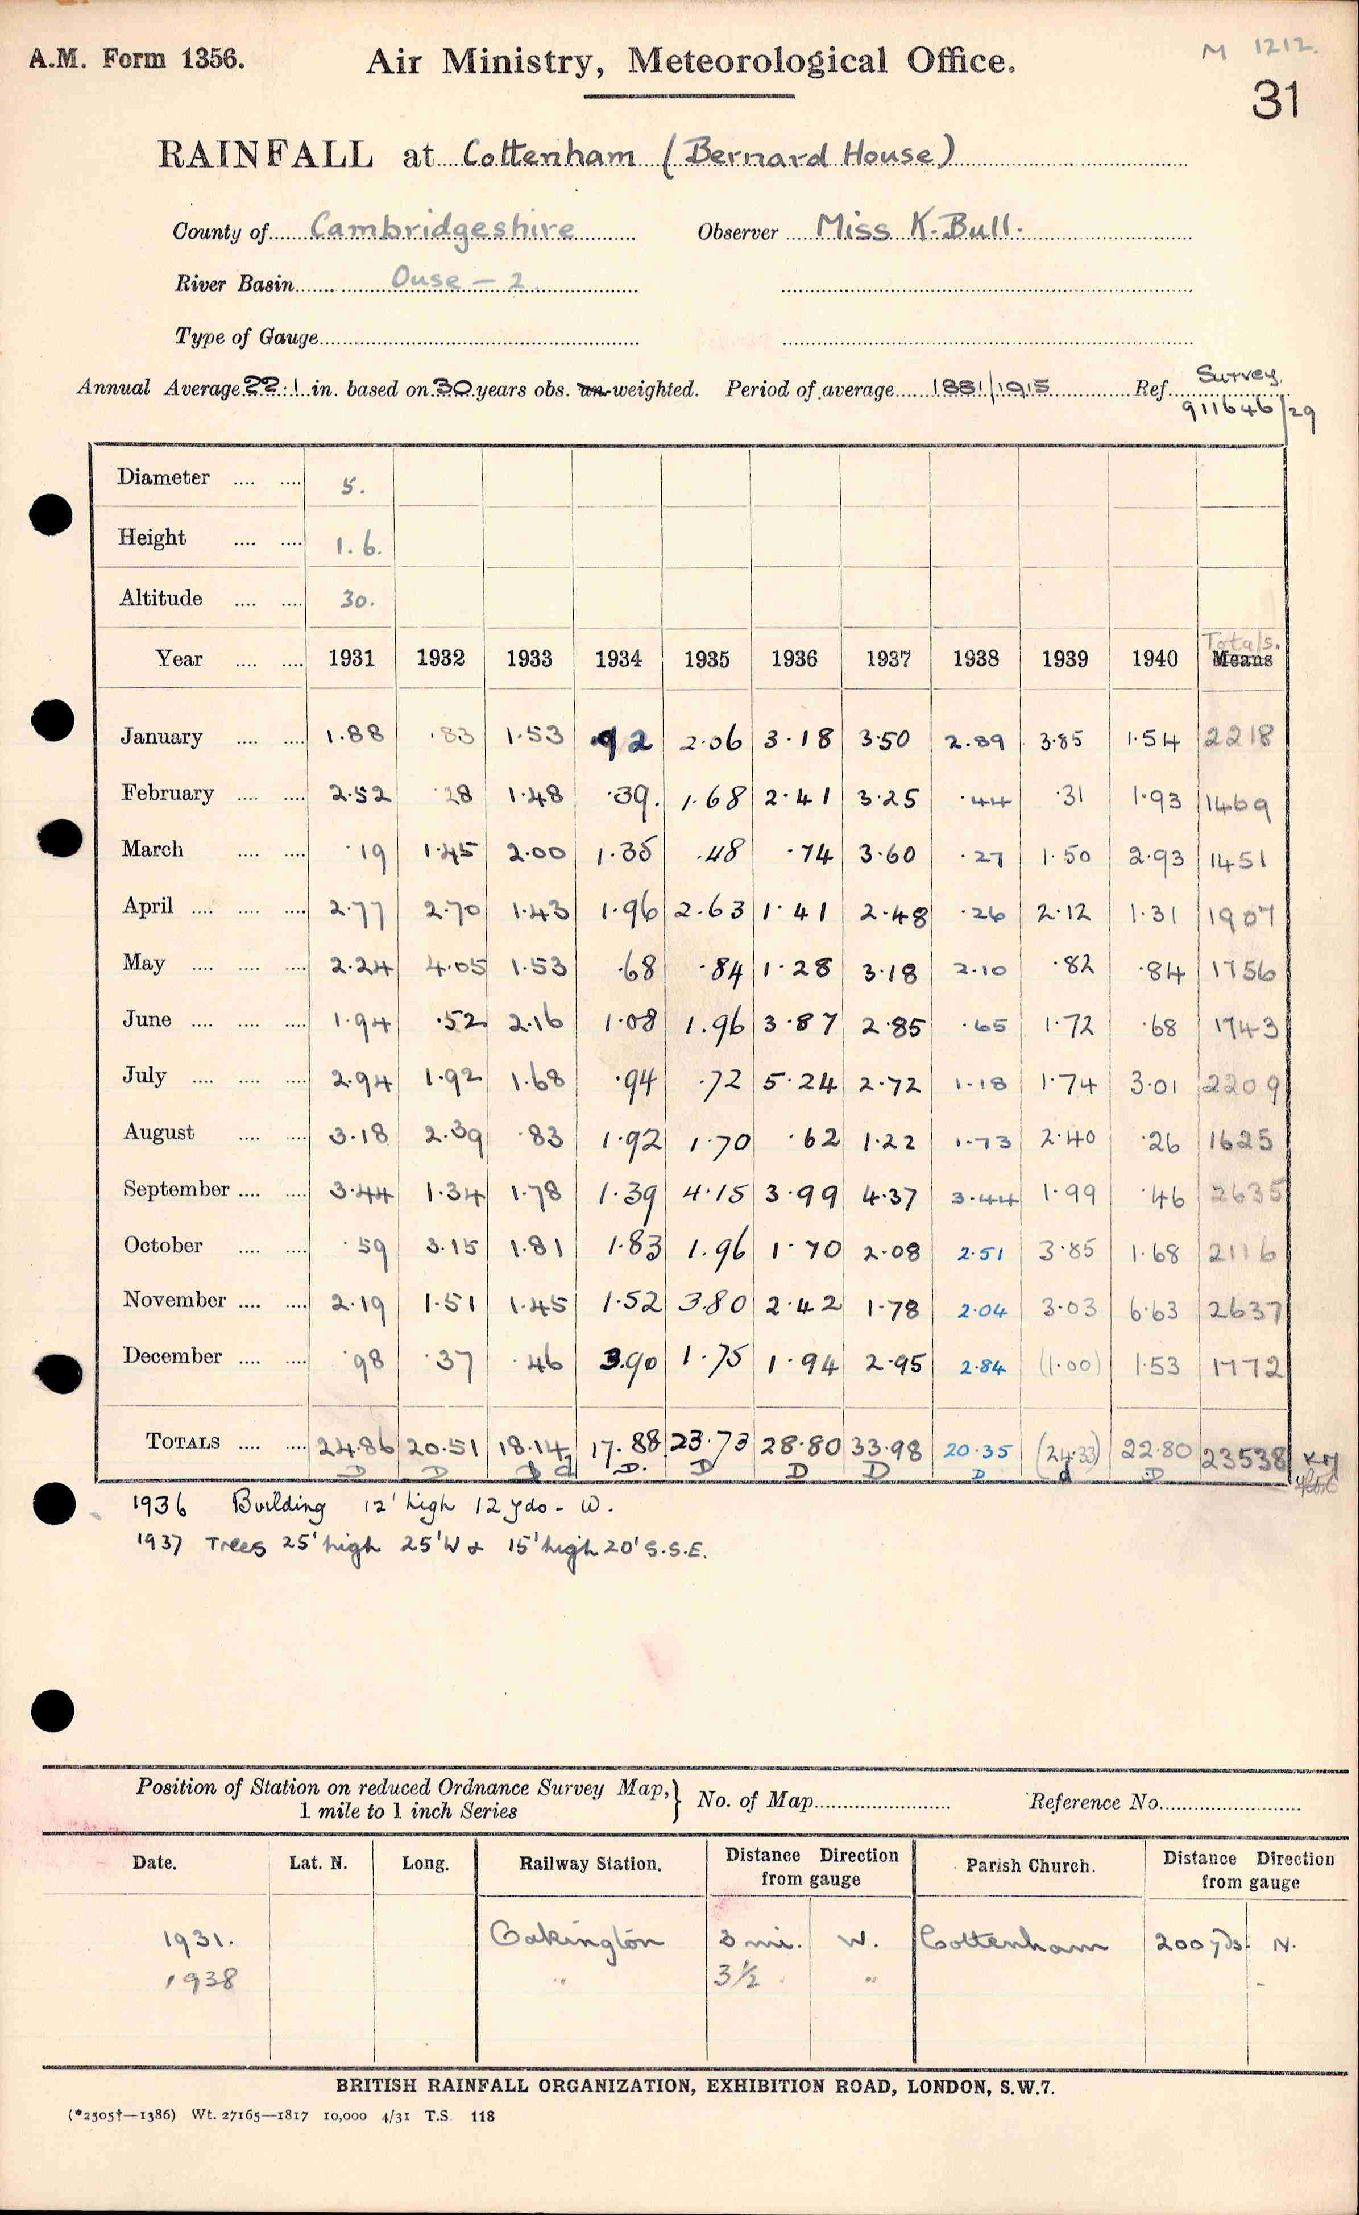 A.M. Form 1356. Air Ministry, Meteorological Office. M 1212.
31
RAINFALL at Cottenham (Bernard House)
County of Cambridgeshire Observer Miss K. Bull.
River Basin Ouse – 2
Type of Gauge
Annual Average 22.1 in. based on 30 years obs. un-weighted. Period of average 1881/1915 Ref. Survey.
911646/29
Diameter .... .... 5.
Height .... .... 1.6.
Altitude .... .... 30.
Year .... .... 1931 1932 1933 1934 1935 1936 1937 1938 1939 1940 Totals. Means
January .... .... 1.88 .83 1.53 .92 2.06 3.18 3.50 2.89 3.85 1.54 2218
February .... .... 2.52 .28 1.48 .39. 1.68 2.41 3.25 .44 .31 1.93 1469
March .... .... .19 1.45 2.00 1.35 .48 .74 3.60 .27 1.50 2.93 1451
April .... .... .... 2.77 2.70 1.43 1.96 2.63 1.41 2.48 .26 2.12 1.31 1907
May .... .... .... 2.24 4.05 1.53 .68 .84 1.28 3.18 2.10 .82 .84 1756
June .... .... .... 1.94 .52 2.16 1.08 1.96 3.87 2.85 .65 1.72 .68 1743
July .... .... .... 2.94 1.92 1.68 .94 .72 5.24 2.72 1.18 1.74 3.01 2209
August .... .... 3.18 2.39 .83 1.92 1.70 .62 1.22 1.73 2.40 .26 1625
September .... .... 3.44 1.34 1.78 1.39 4.15 3.99 4.37 3.44 1.99 .46 2635
October .... .... .59 3.15 1.81 1.83 1.96 1.70 2.08 2.51 3.85 1.68 2116
November .... .... 2.19 1.51 1.45 1.52 3.80 2.42 1.78 2.04 3.03 6.63 2637
December .... .... .98 .37 .46 3.90 1.75 1.94 2.95 2.84 (1.00) 1.53 1772
TOTALS .... .... 24.86 20.51 18.14 17.88 23.73 28.80 33.98 20.35 (24.33) 22.80 23538
D D d D. D D D D d D
1936 Building 12' high 12 yds - W.
1937 Trees 25' high 25' W & 15' high 20' S.S.E.
Position of Station on reduced Ordnance Survey Map,
1 mile to 1 inch Series } No. of Map Reference No.
Date. Lat. N. Long. Railway Station. Distance Direction from gauge Parish Church. Distance Direction from gauge
1931. Oakington 3 mi. W. Cottenham 200 yds. N.
1938 " 3½ " -
BRITISH RAINFALL ORGANIZATION, EXHIBITION ROAD, LONDON, S.W.7.
(*2505†—1386) Wt. 27165—1817 10,000 4/31 T.S. 118